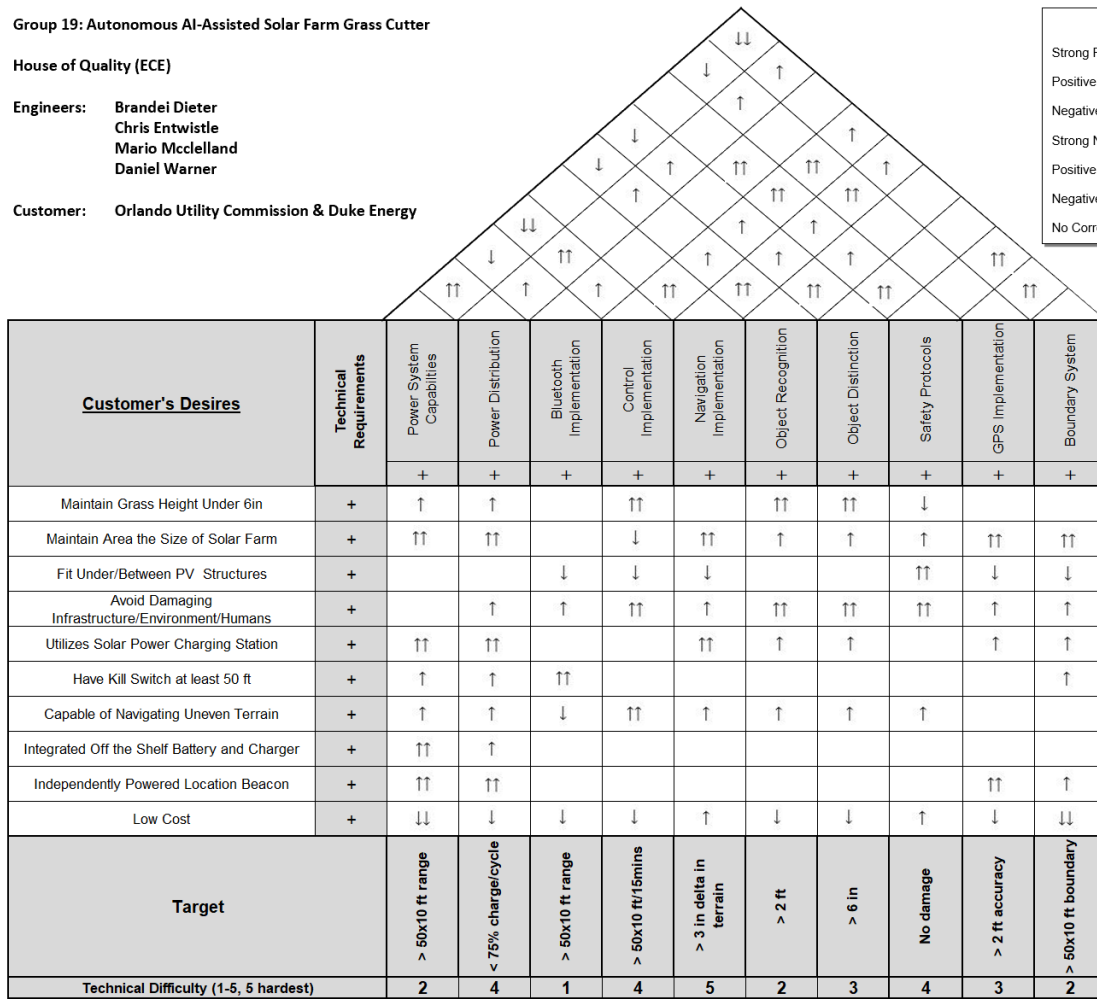 Group 19: Autonomous AI-Assisted Solar Farm Grass Cutter
House of Quality (ECE)
Engineers: Brandei Dieter
Chris Entwistle
Mario Mcclelland
Daniel Warner
Customer: Orlando Utility Commission & Duke Energy
Strong
Positive
Negative
Strong
Positive
Negative
No
↓↓
↓ ↑
↑
↓ ↑
↓ ↑ ↑↑ ↑↑ ↑
↑ ↑↑ ↑↑
↓↓ ↑ ↑
↓ ↑↑ ↑ ↑ ↑ ↑↑
↑↑ ↑ ↑ ↑↑ ↑↑ ↑↑ ↑↑ ↑↑
Customer's Desires
Technical
Requirements
Power System
Capabilties
Power Distribution
Bluetooth
Implementation
Control
Implementation
Navigation
Implementation
Object Recognition
Object Distinction
Safety Protocols
GPS Implementation
Boundary System
+ + + + + + + + + +
Maintain Grass Height Under 6in + ↑ ↑ ↑↑ ↑↑ ↑↑ ↓
Maintain Area the Size of Solar Farm + ↑↑ ↑↑ ↓ ↑↑ ↑ ↑ ↑ ↑↑ ↑↑
Fit Under/Between PV Structures + ↓ ↓ ↓ ↑↑ ↓ ↓
Avoid Damaging
Infrastructure/Environment/Humans + ↑ ↑ ↑↑ ↑ ↑↑ ↑↑ ↑↑ ↑ ↑
Utilizes Solar Power Charging Station + ↑↑ ↑↑ ↑↑ ↑ ↑ ↑ ↑
Have Kill Switch at least 50 ft + ↑ ↑ ↑↑ ↑
Capable of Navigating Uneven Terrain + ↑ ↑ ↓ ↑↑ ↑ ↑ ↑ ↑
Integrated Off the Shelf Battery and Charger + ↑↑ ↑
Independently Powered Location Beacon + ↑↑ ↑↑ ↑↑ ↑
Low Cost + ↓↓ ↓ ↓ ↓ ↑ ↓ ↓ ↑ ↓ ↓↓
Target
> 50x10 ft range
< 75% charge/cycle
> 50x10 ft range
> 50x10 ft/15mins
> 3 in delta in
terrain
> 2 ft
> 6 in
No damage
> 2 ft accuracy
> 50x10 ft boundary
Technical Difficulty (1-5, 5 hardest) 2 4 1 4 5 2 3 4 3 2